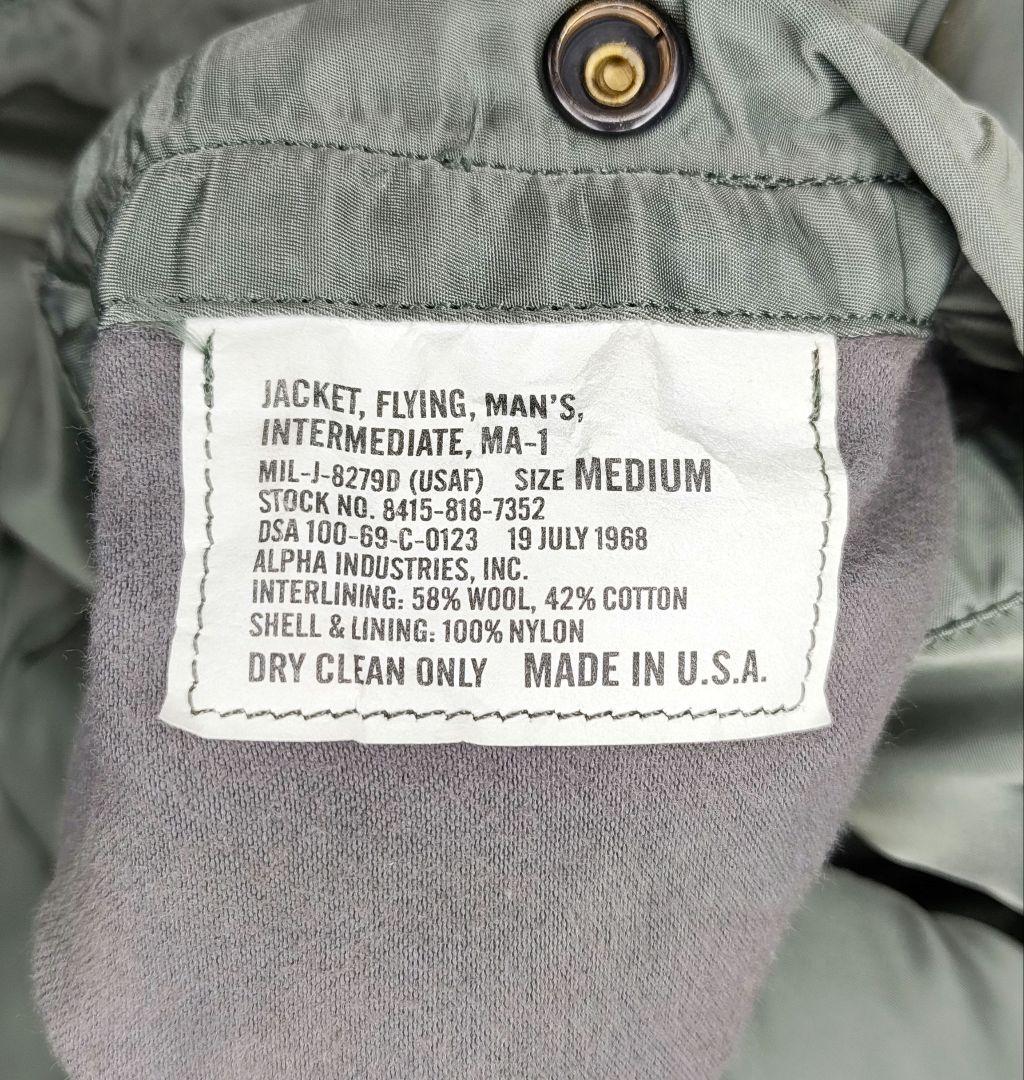 JACKET, FLYING, MAN'S,
INTERMEDIATE, MA-1
MIL-J-8279D (USAF) SIZE MEDIUM
STOCK NO. 8415-818-7352
DSA 100-69-C-0123 19 JULY 1968
ALPHA INDUSTRIES, INC.
INTERLINING: 58% WOOL, 42% COTTON
SHELL & LINING: 100% NYLON
DRY CLEAN ONLY MADE IN U.S.A.